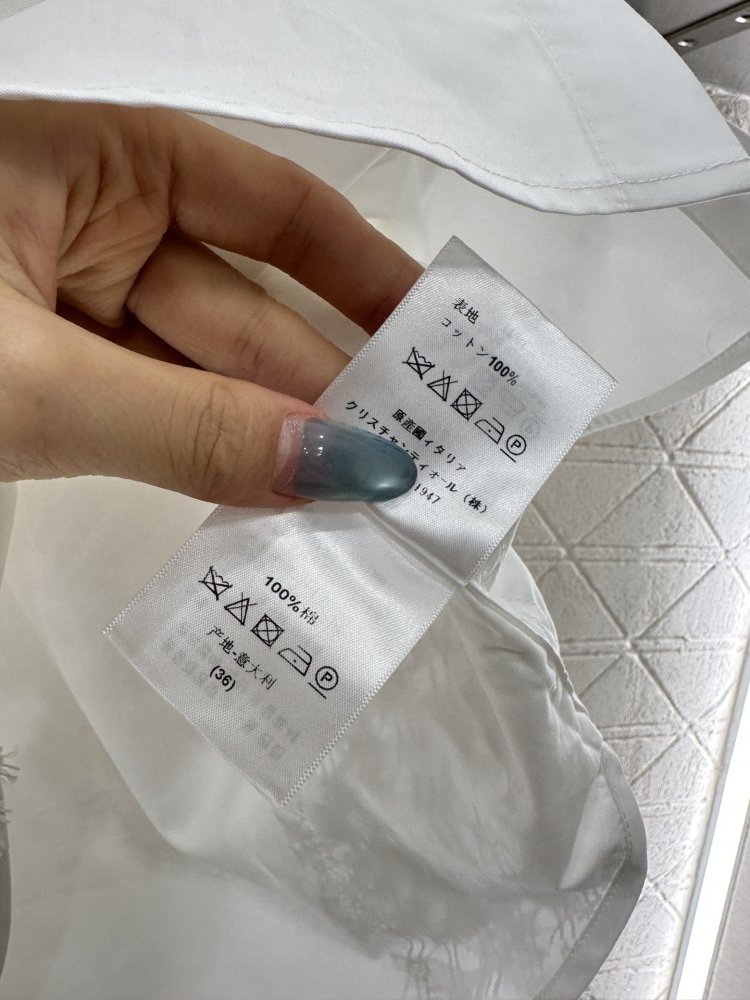 表地
コットン100%
P
原産國イタリア
クリスチャンディオール (株)
1947
100%棉
P
产地-意大利
(36)